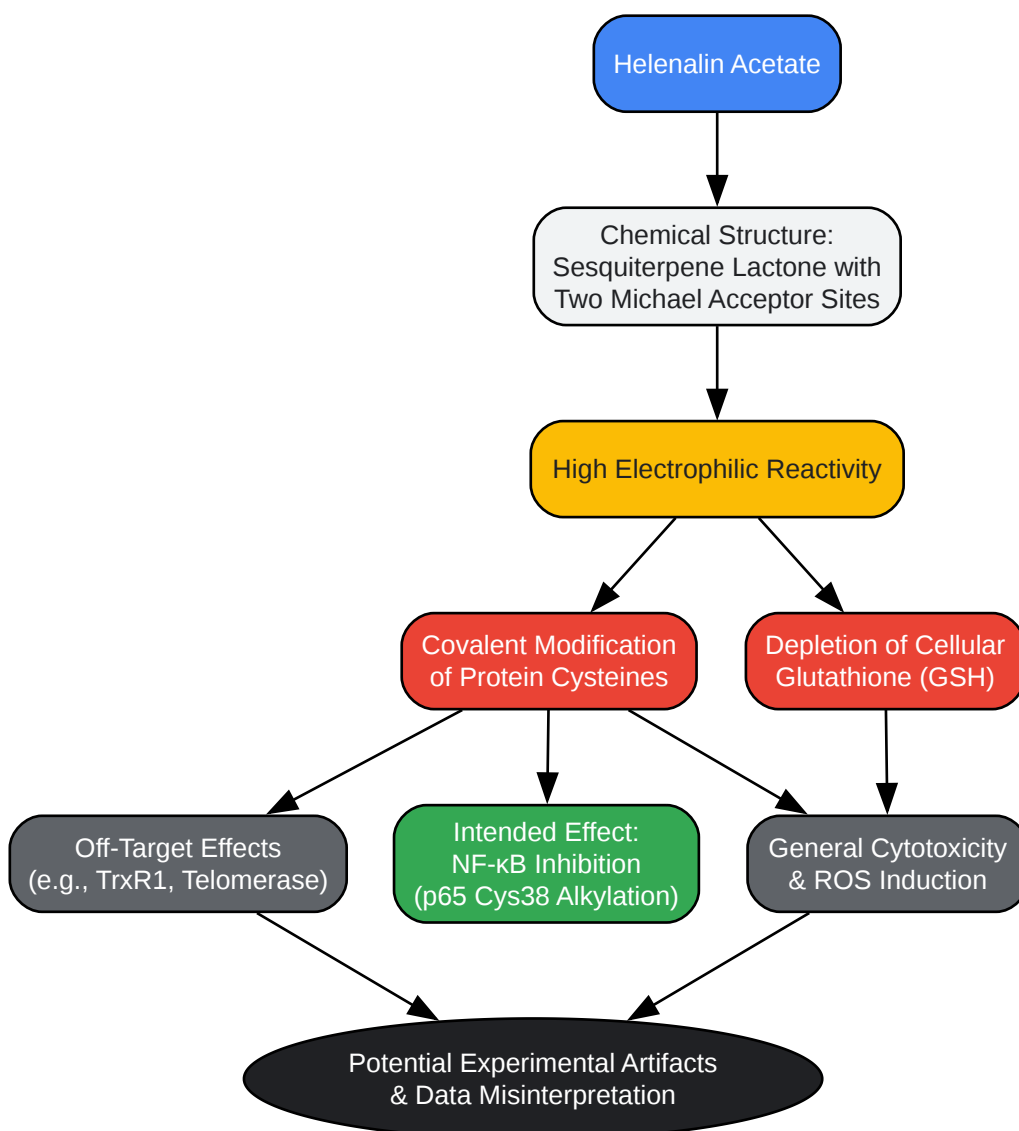 Helenalin Acetate
Chemical Structure:
Sesquiterpene Lactone with
Two Michael Acceptor Sites
High Electrophilic Reactivity
Covalent Modification
of Protein Cysteines
Depletion of Cellular
Glutathione (GSH)
Off-Target Effects
(e.g., TrxR1, Telomerase)
Intended Effect:
NF-κB Inhibition
(p65 Cys38 Alkylation)
General Cytotoxicity
& ROS Induction
Potential Experimental Artifacts
& Data Misinterpretation